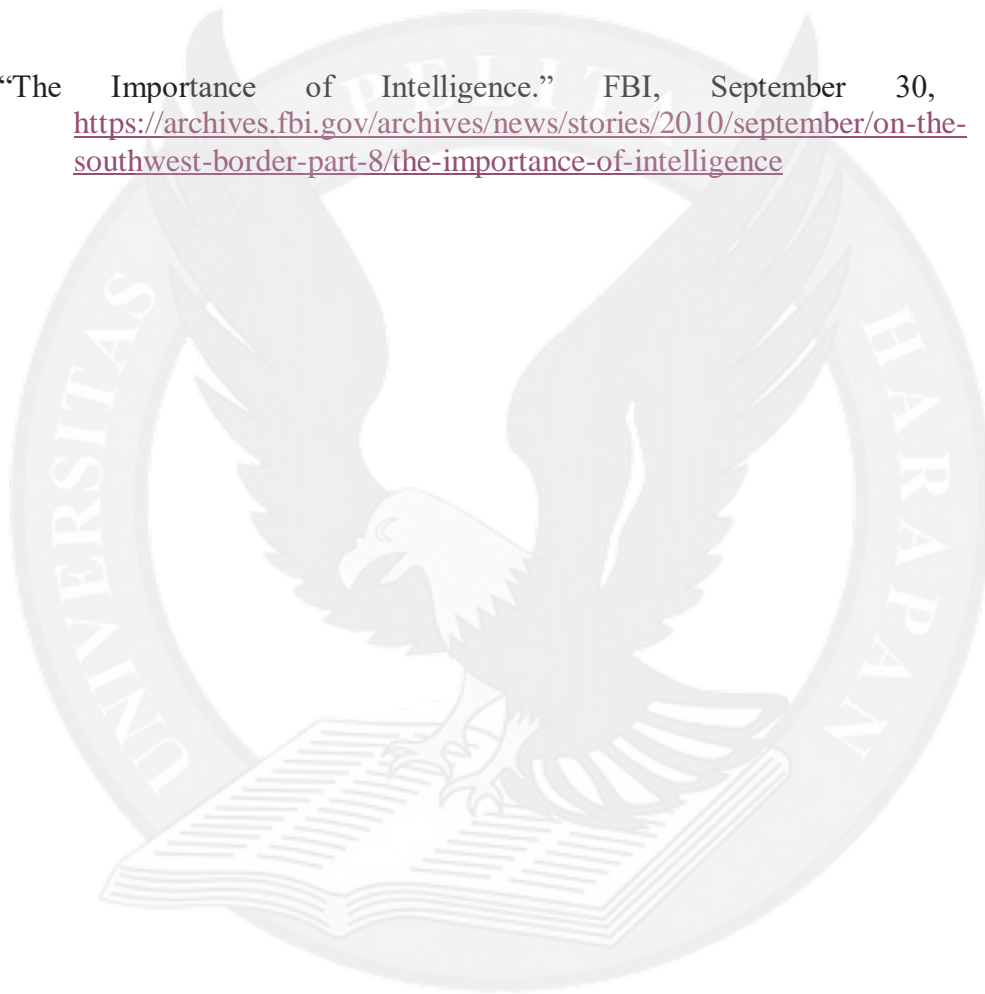 “The Importance of Intelligence.” FBI, September 30,
https://archives.fbi.gov/archives/news/stories/2010/september/on-the-
southwest-border-part-8/the-importance-of-intelligence
UNIVERSITAS PELITA HARAPAN